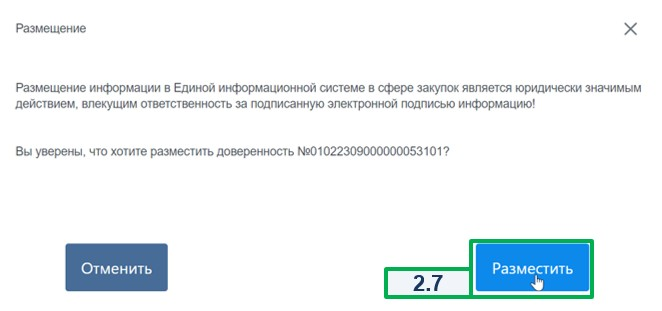 Размещение
Размещение информации в Единой информационной системе в сфере закупок является юридически значимым
действием, влекущим ответственность за подписанную электронной подписью информацию!
Вы уверены, что хотите разместить доверенность №01022309000000053101?
Отменить
2.7
Разместить